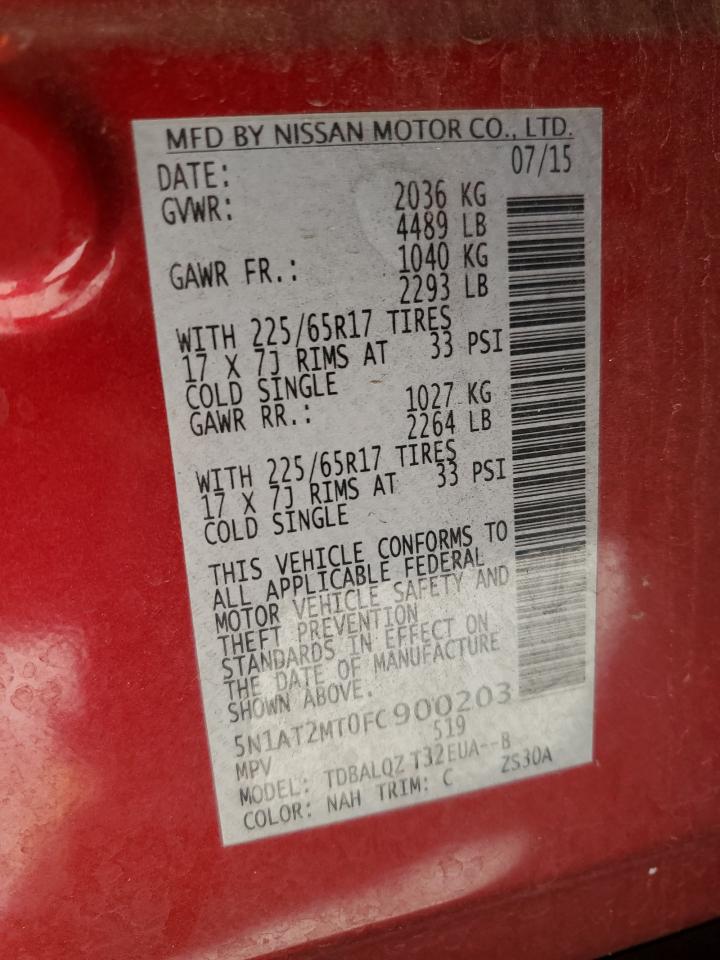 MFD BY NISSAN MOTOR CO., LTD.
DATE: 07/15
GVWR: 2036 KG
4489 LB
GAWR FR.: 1040 KG
2293 LB
WITH 225/65R17 TIRES
17 X 7J RIMS AT 33 PSI
COLD SINGLE
GAWR RR.: 1027 KG
2264 LB
WITH 225/65R17 TIRES
17 X 7J RIMS AT 33 PSI
COLD SINGLE
THIS VEHICLE CONFORMS TO
ALL APPLICABLE FEDERAL
MOTOR VEHICLE SAFETY AND
THEFT PREVENTION
STANDARDS IN EFFECT ON
THE DATE OF MANUFACTURE
SHOWN ABOVE.
5N1AT2MT0FC900203
MPV 519
MODEL: TDBALQZ T32EUA--B
COLOR: NAH TRIM: C ZS30A